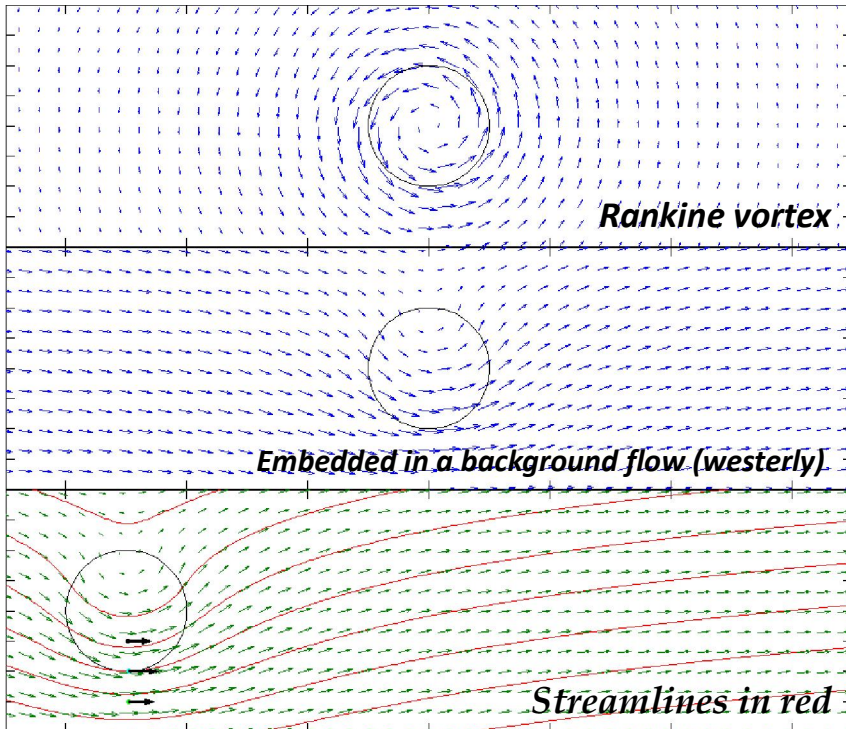 Rankine vortex
Embedded in a background flow (westerly)
Streamlines in red